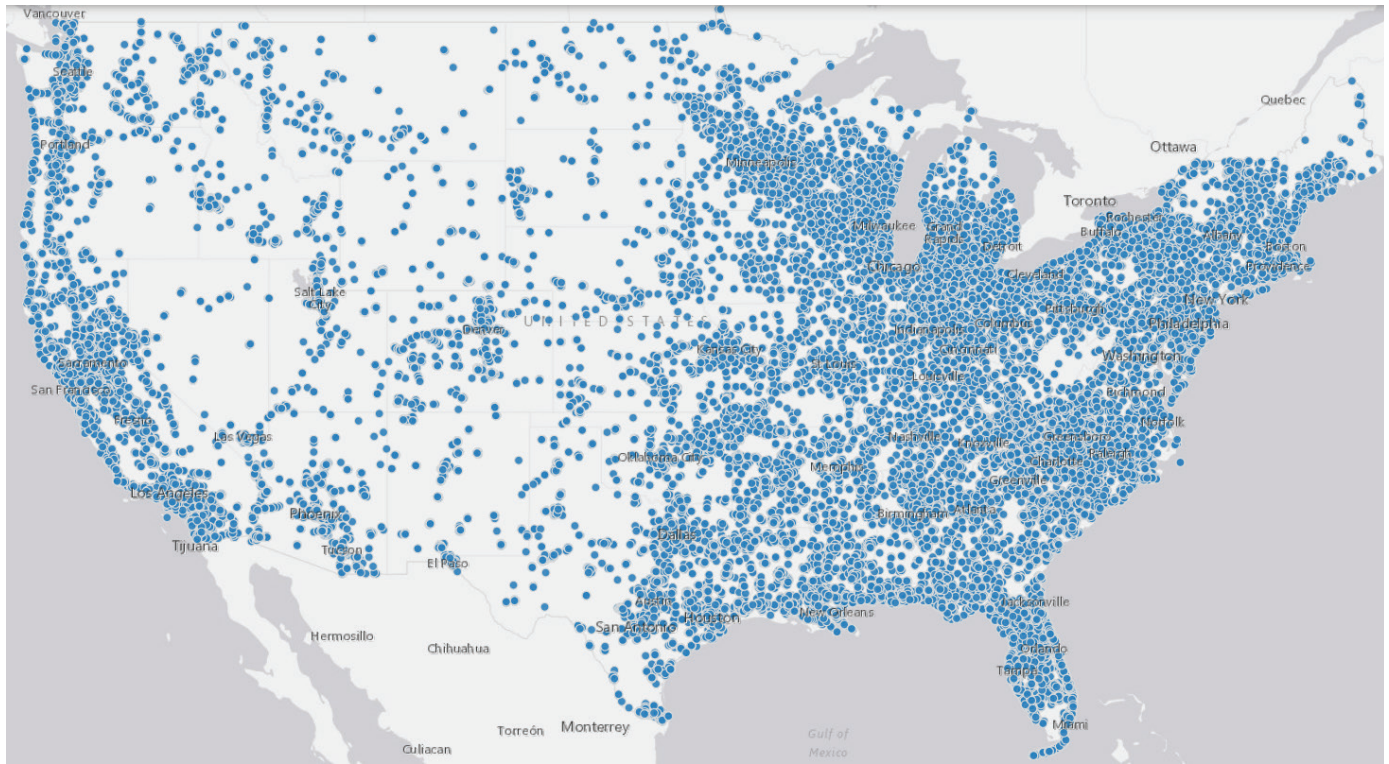 Vancouver
Seattle
Portland
Quebec
Ottawa
Minneapolis
Toronto
Rochester
Buffalo
Albany
Milwaukee
Grand
Rapids
Detroit
Boston
Providence
Chicago
Cleveland
Salt Lake
City
New York
Pittsburgh
UNITED STATES
Denver
Indianapolis
Columbus
Philadelphia
Kansas City
Cincinnati
Washington
Sacramento
St. Louis
Louisville
San Francisco
Richmond
Fresno
Norfolk
Las Vegas
Nashville
Knoxville
Greensboro
Raleigh
Oklahoma City
Memphis
Charlotte
Greenville
Los Angeles
Phoenix
Birmingham
Atlanta
Dallas
Tijuana
Tucson
El Paso
Austin
Jacksonville
New Orleans
Houston
San Antonio
Hermosillo
Chihuahua
Orlando
Tampa
Miami
Monterrey
Torreón
Gulf of
Mexico
Culiacan